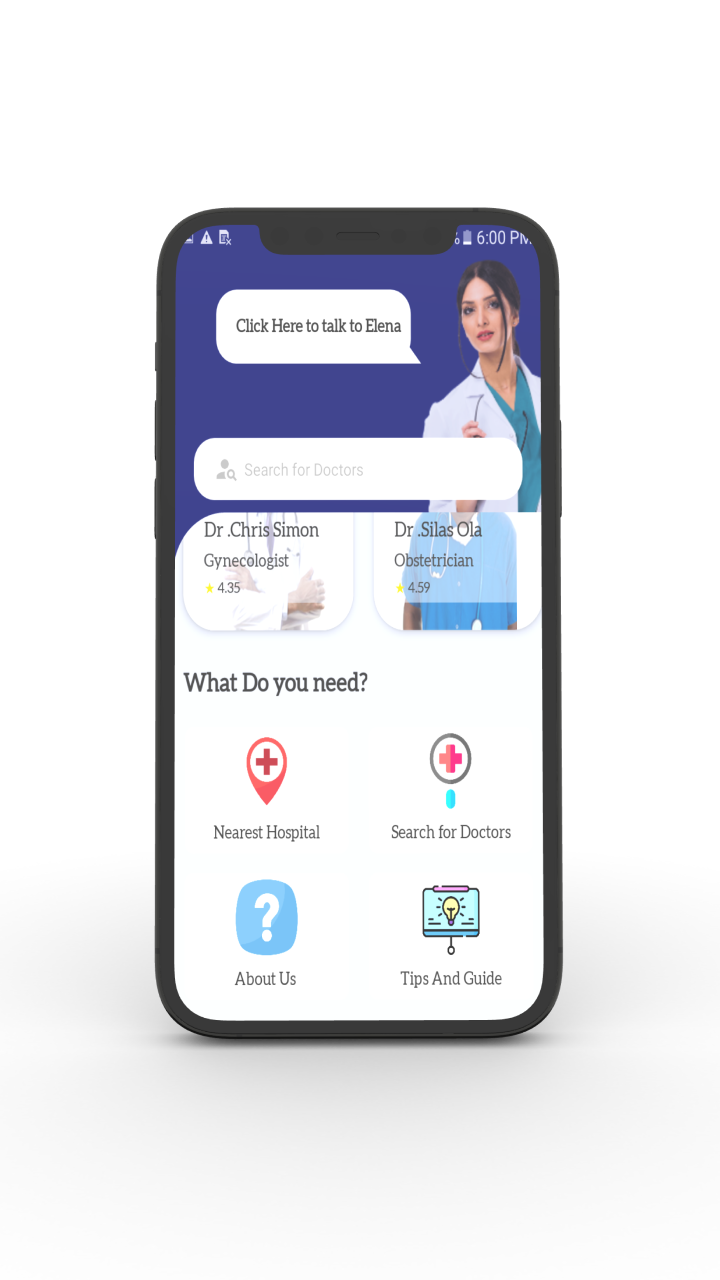 6:00 PM
Click Here to talk to Elena
Search for Doctors
Dr .Chris Simon
Gynecologist
4.35
Dr .Silas Ola
Obstetrician
4.59
What Do you need?
Nearest Hospital
Search for Doctors
About Us
Tips And Guide